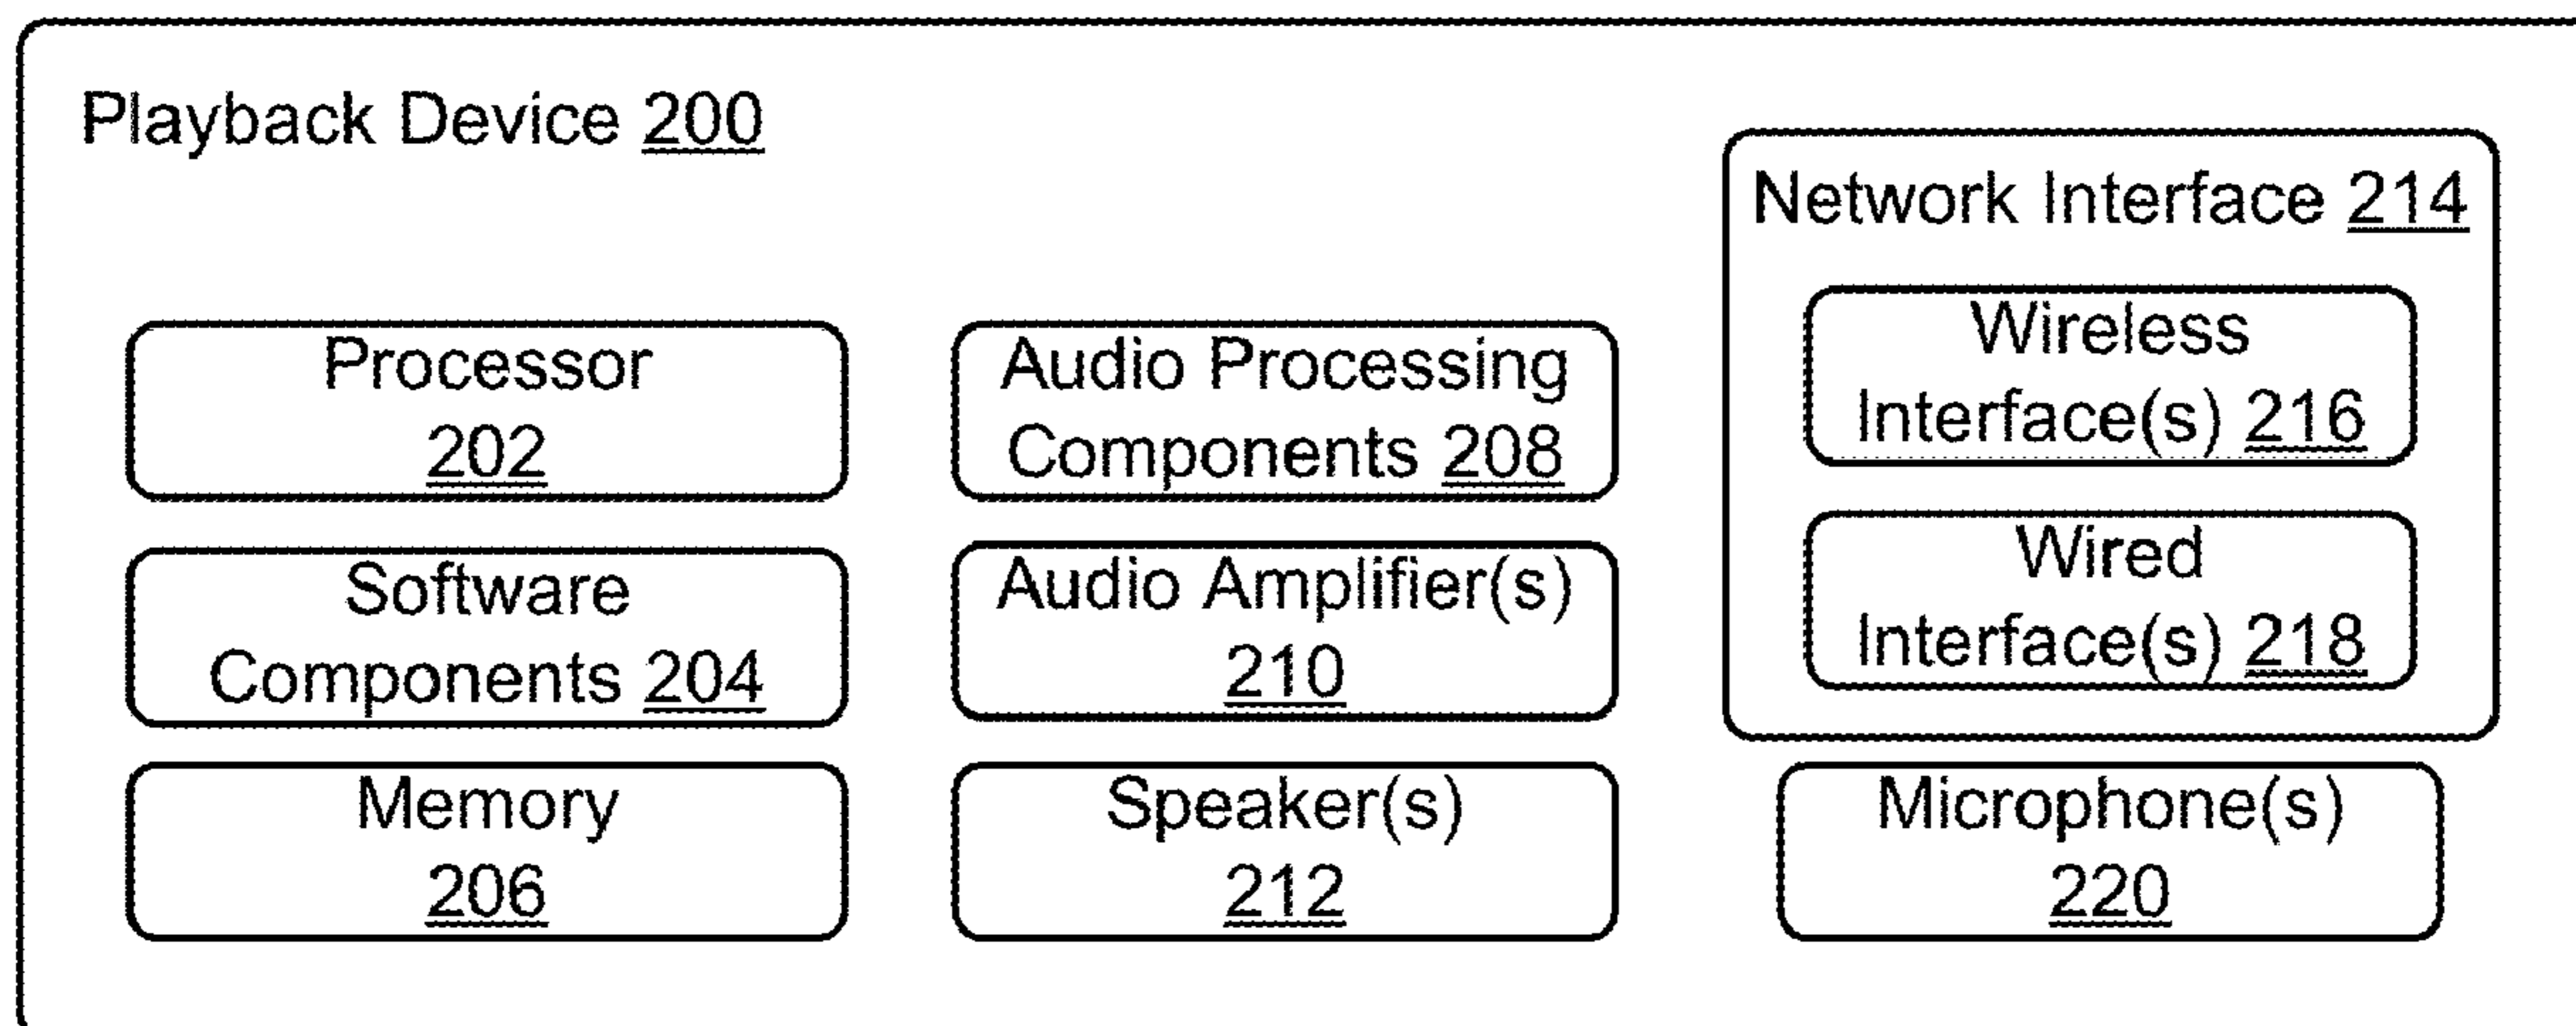 Playback Device 200
Processor
202
Software
Components 204
Memory
206
Audio Processing
Components 208
Audio Amplifier(s)
210
Speaker(s)
212
Network Interface 214
Wireless
Interface(s) 216
Wired
Interface(s) 218
Microphone(s)
220